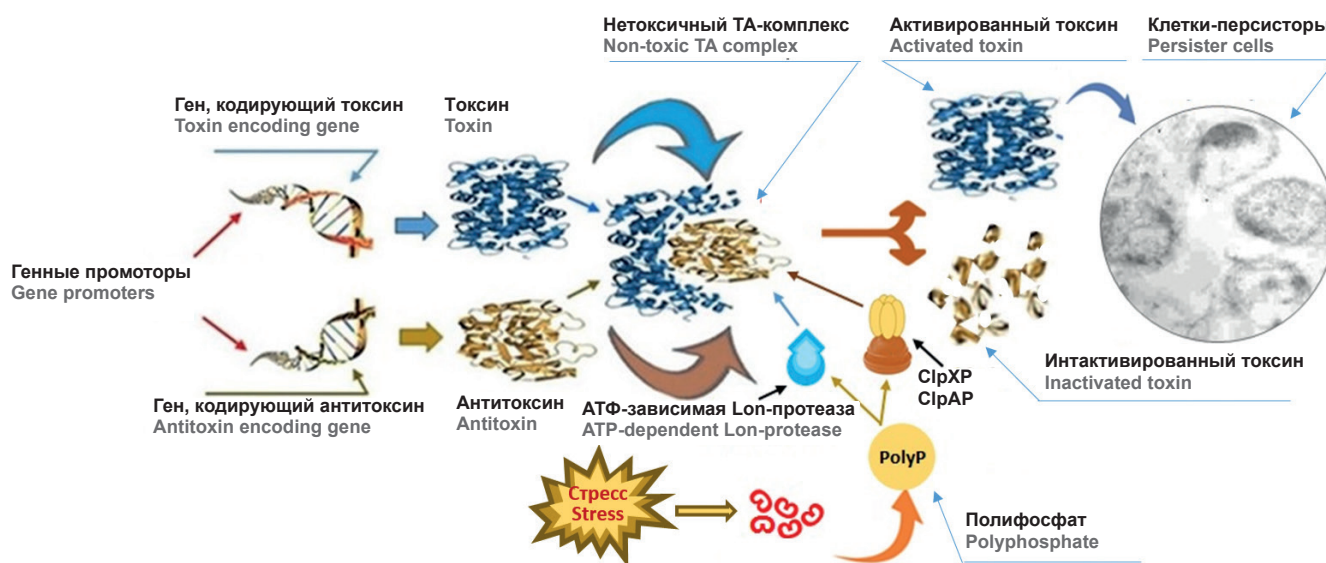 Нетоксичный ТА-комплекс
Non-toxic TA complex
Активированный токсин
Activated toxin
Клетки-персисторы
Persister cells
Ген, кодирующий токсин
Toxin encoding gene
Токсин
Toxin
Генные промоторы
Gene promoters
Ген, кодирующий антитоксин
Antitoxin encoding gene
Антитоксин
Antitoxin
АТФ-зависимая Lon-протеаза
ATP-dependent Lon-protease
ClpXP
ClpAP
Интактивированный токсин
Inactivated toxin
PolyP
Стресс
Stress
Полифосфат
Polyphosphate